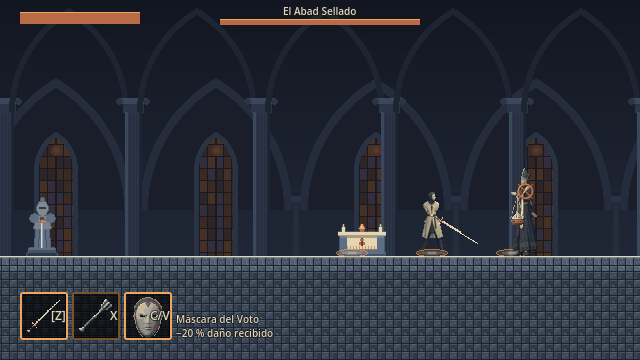 El Abad Sellado
[Z]
X
C/V
Máscara del Voto
−20 % daño recibido